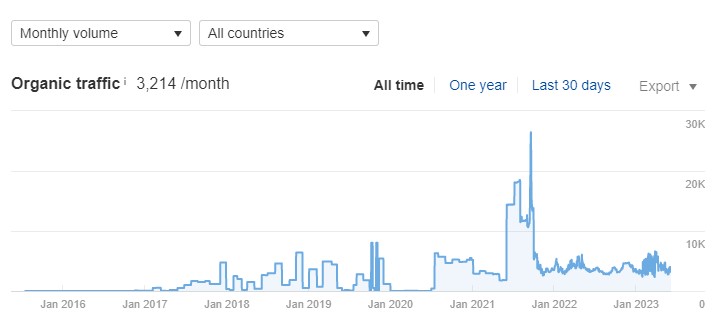 Monthly volume ▼ All countries ▼
Organic traffic i 3,214 /month All time One year Last 30 days Export ▼
30K
20K
10K
Jan 2016 Jan 2017 Jan 2018 Jan 2019 Jan 2020 Jan 2021 Jan 2022 Jan 2023 0